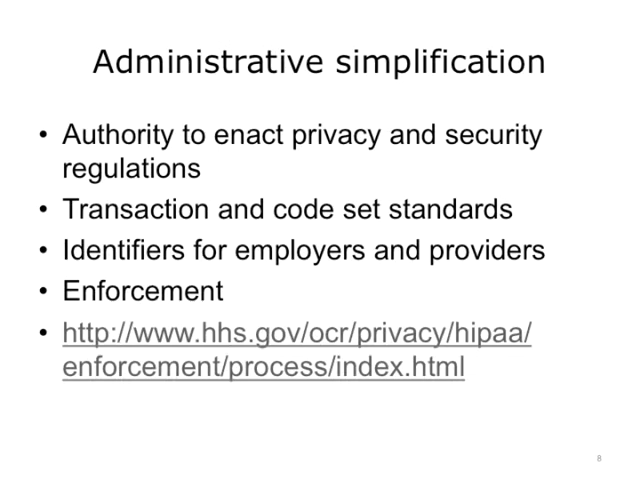 Administrative simplification
• Authority to enact privacy and security
regulations
• Transaction and code set standards
• Identifiers for employers and providers
• Enforcement
• http://www.hhs.gov/ocr/privacy/hipaa/
enforcement/process/index.html
8